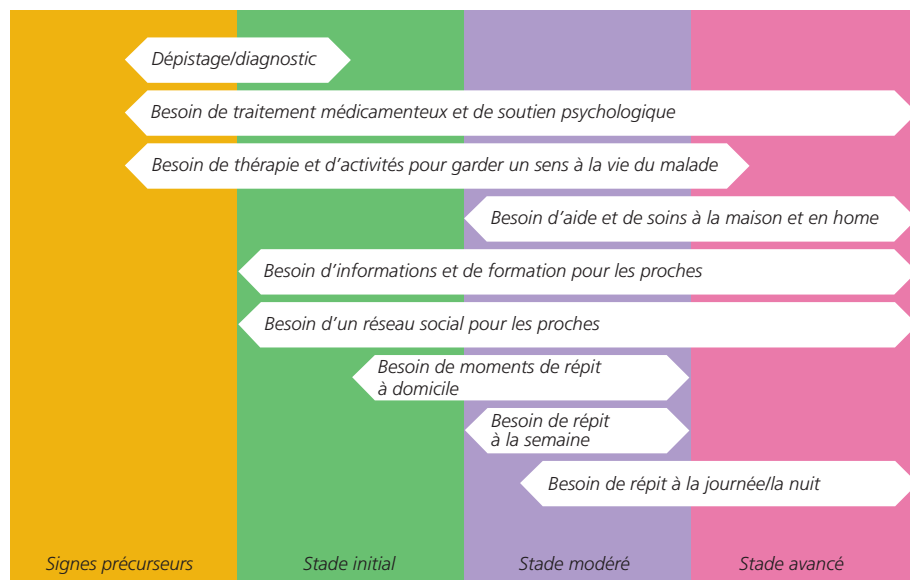 Dépistage/diagnostic
Besoin de traitement médicamenteux et de soutien psychologique
Besoin de thérapie et d’activités pour garder un sens à la vie du malade
Besoin d’aide et de soins à la maison et en home
Besoin d’informations et de formation pour les proches
Besoin d’un réseau social pour les proches
Besoin de moments de répit
à domicile
Besoin de répit
à la semaine
Besoin de répit à la journée/la nuit
Signes précurseurs
Stade initial
Stade modéré
Stade avancé